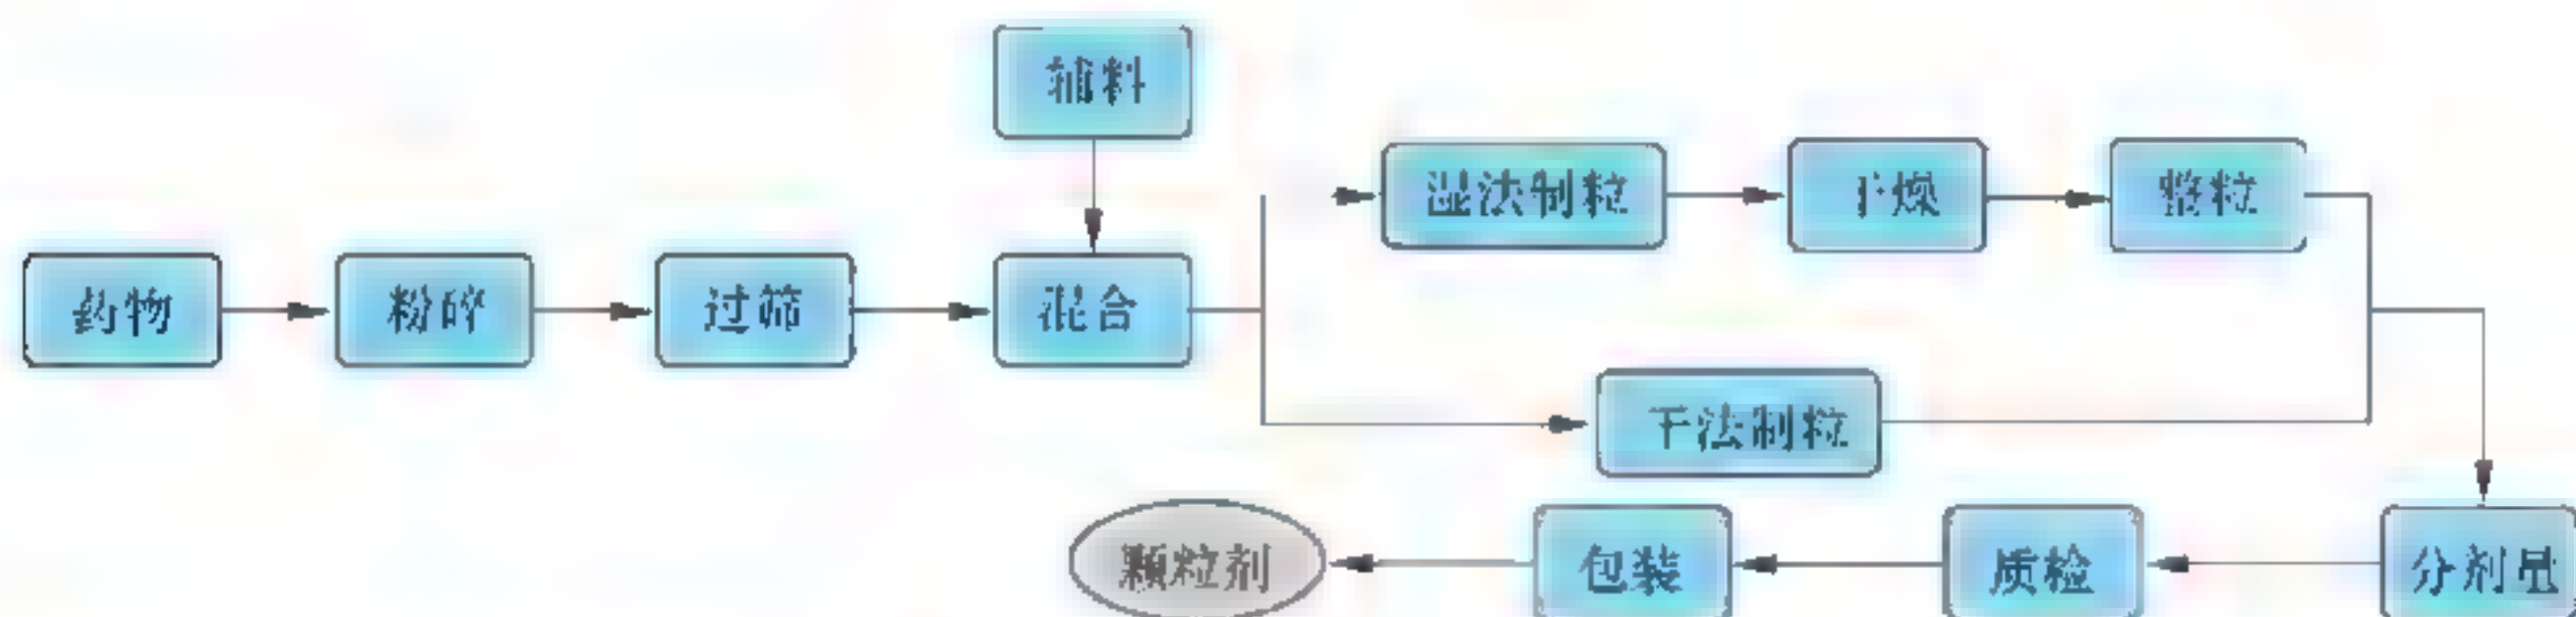 辅料
湿法制粒
干燥
整粒
药物
粉碎
过筛
混合
干法制粒
颗粒剂
包装
质检
分剂量